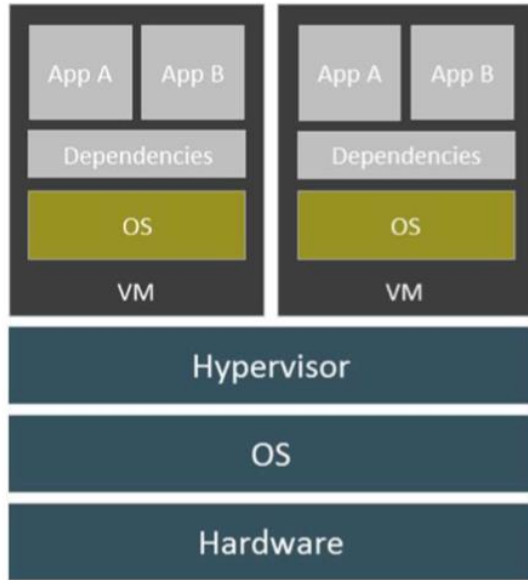 App A App B App A App B
Dependencies Dependencies
OS OS
VM VM
Hypervisor
OS
Hardware